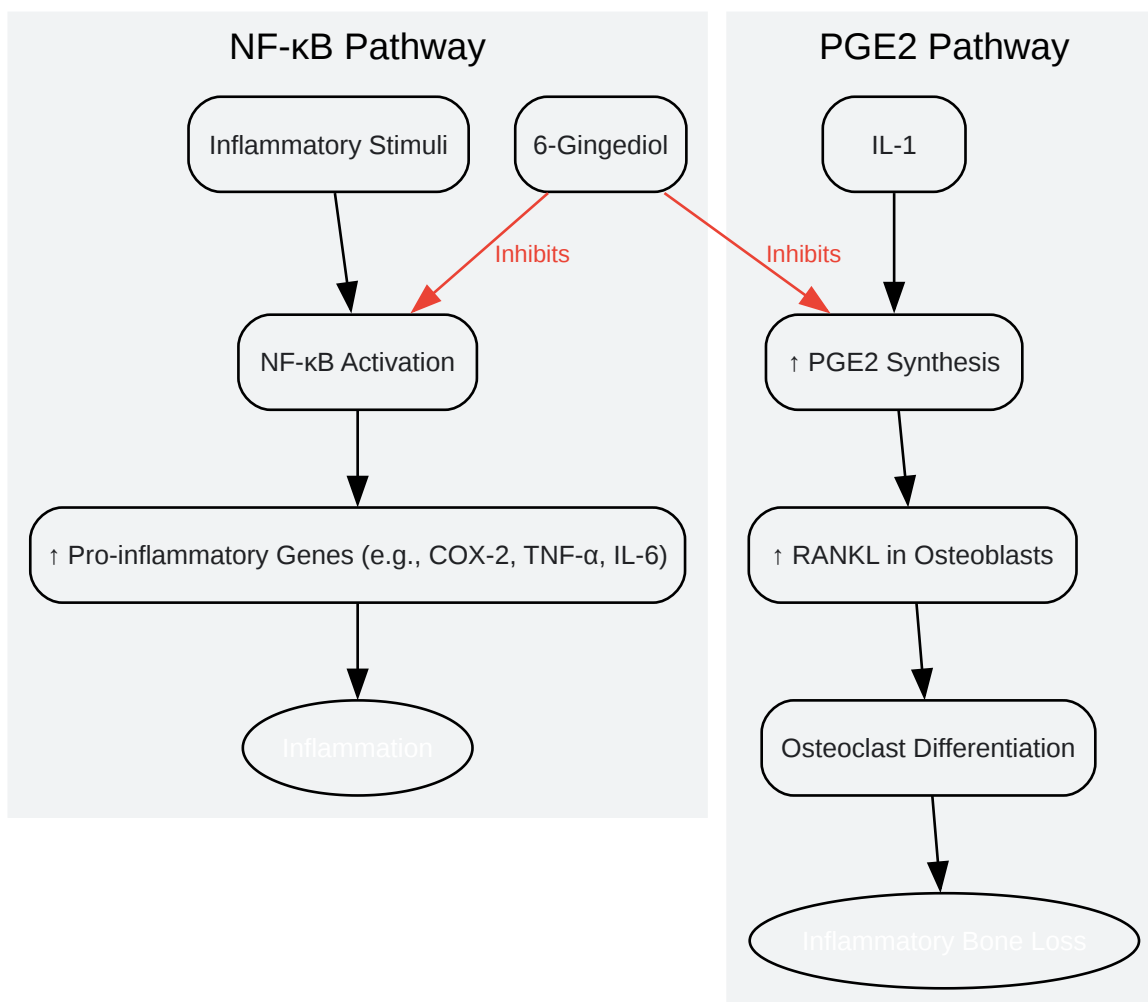 NF-κB Pathway
PGE2 Pathway
Inflammatory Stimuli
6-Gingediol
IL-1
Inhibits
Inhibits
NF-κB Activation
↑ PGE2 Synthesis
↑ Pro-inflammatory Genes (e.g., COX-2, TNF-α, IL-6)
↑ RANKL in Osteoblasts
Inflammation
Osteoclast Differentiation
Inflammatory Bone Loss